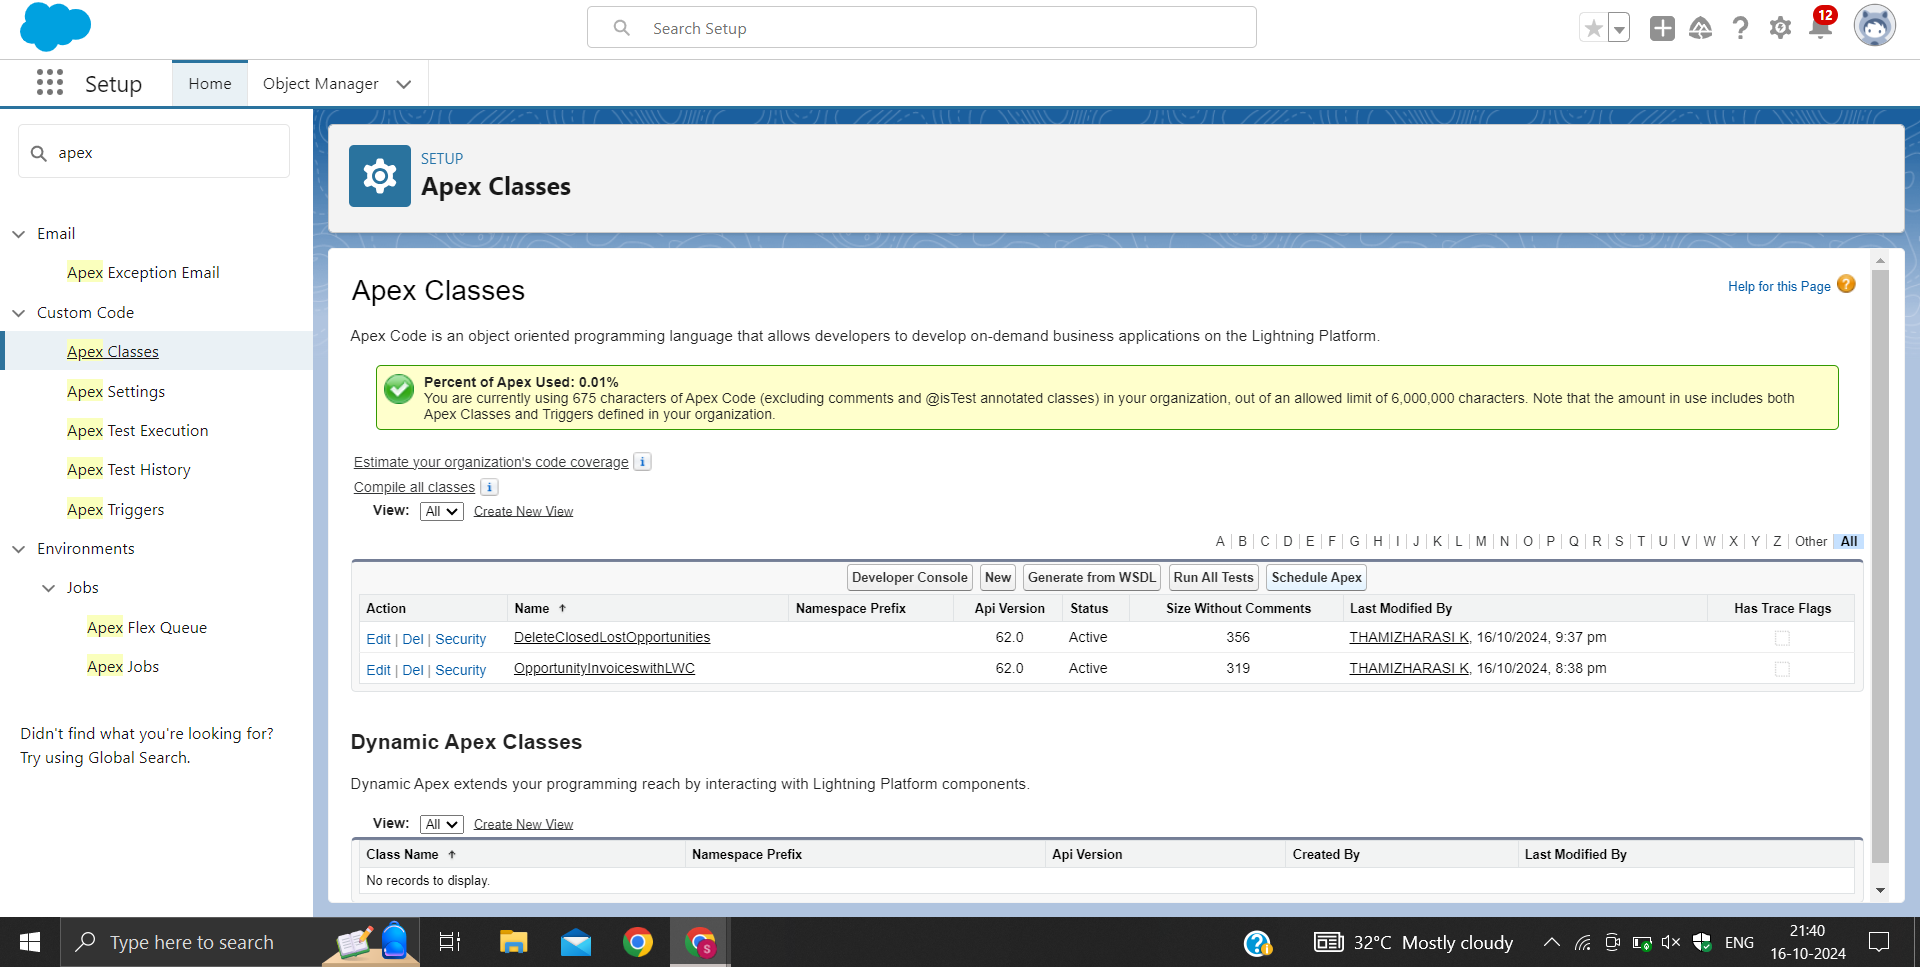 Search Setup
12
Setup
Home
Object Manager
apex
Email
Apex Exception Email
Custom Code
Apex Classes
Apex Settings
Apex Test Execution
Apex Test History
Apex Triggers
Environments
Jobs
Apex Flex Queue
Apex Jobs
Didn't find what you're looking for?
Try using Global Search.
SETUP
Apex Classes
Apex Classes
Help for this Page ?
Apex Code is an object oriented programming language that allows developers to develop on-demand business applications on the Lightning Platform.
Percent of Apex Used: 0.01%
You are currently using 675 characters of Apex Code (excluding comments and @isTest annotated classes) in your organization, out of an allowed limit of 6,000,000 characters. Note that the amount in use includes both
Apex Classes and Triggers defined in your organization.
Estimate your organization's code coverage i
Compile all classes i
View: All Create New View
A | B | C | D | E | F | G | H | I | J | K | L | M | N | O | P | Q | R | S | T | U | V | W | X | Y | Z | Other All
Developer Console New Generate from WSDL Run All Tests Schedule Apex
Action Name ↑ Namespace Prefix Api Version Status Size Without Comments Last Modified By Has Trace Flags
Edit | Del | Security DeleteClosedLostOpportunities 62.0 Active 356 THAMIZHARASI K, 16/10/2024, 9:37 pm
Edit | Del | Security OpportunityInvoiceswithLWC 62.0 Active 319 THAMIZHARASI K, 16/10/2024, 8:38 pm
Dynamic Apex Classes
Dynamic Apex extends your programming reach by interacting with Lightning Platform components.
View: All Create New View
Class Name ↑ Namespace Prefix Api Version Created By Last Modified By
No records to display.
Type here to search
S
32°C Mostly cloudy
ENG
21:40
16-10-2024